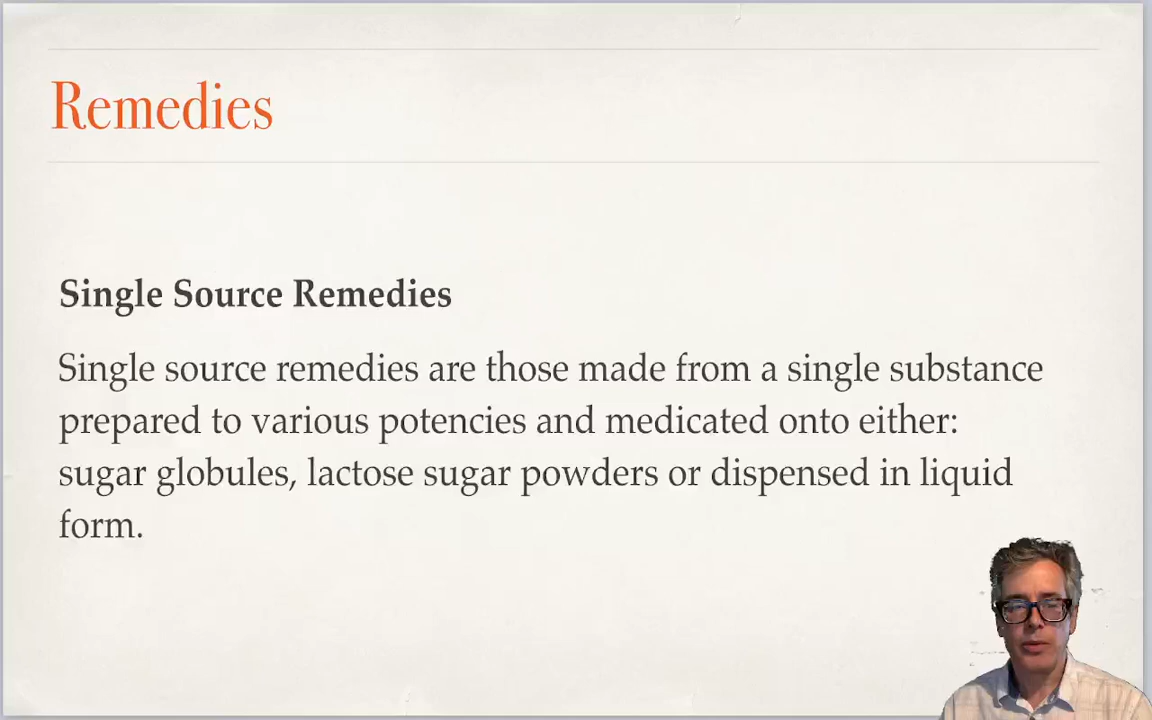 Remedies
Single Source Remedies
Single source remedies are those made from a single substance
prepared to various potencies and medicated onto either:
sugar globules, lactose sugar powders or dispensed in liquid
form.